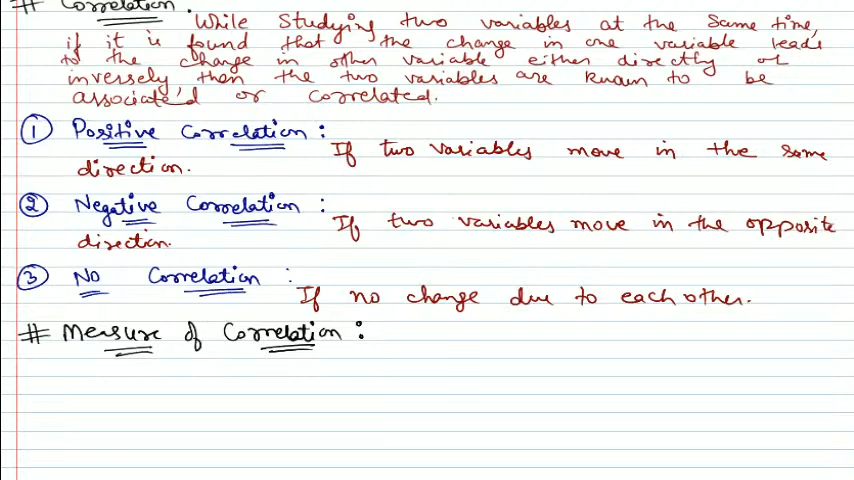 # Correlation.
While studying two variables at the same time,
if it is found that the change in one variable leads
to the change in other variable either directly or
inversely then the two variables are known to be
associate'd or correlated.
① Positive Correlation :
If two variables move in the same
direction.
② Negative Correlation :
If two variables move in the opposite
direction.
③ No Correlation :
If no change due to each other.
# Measure of Correlation :